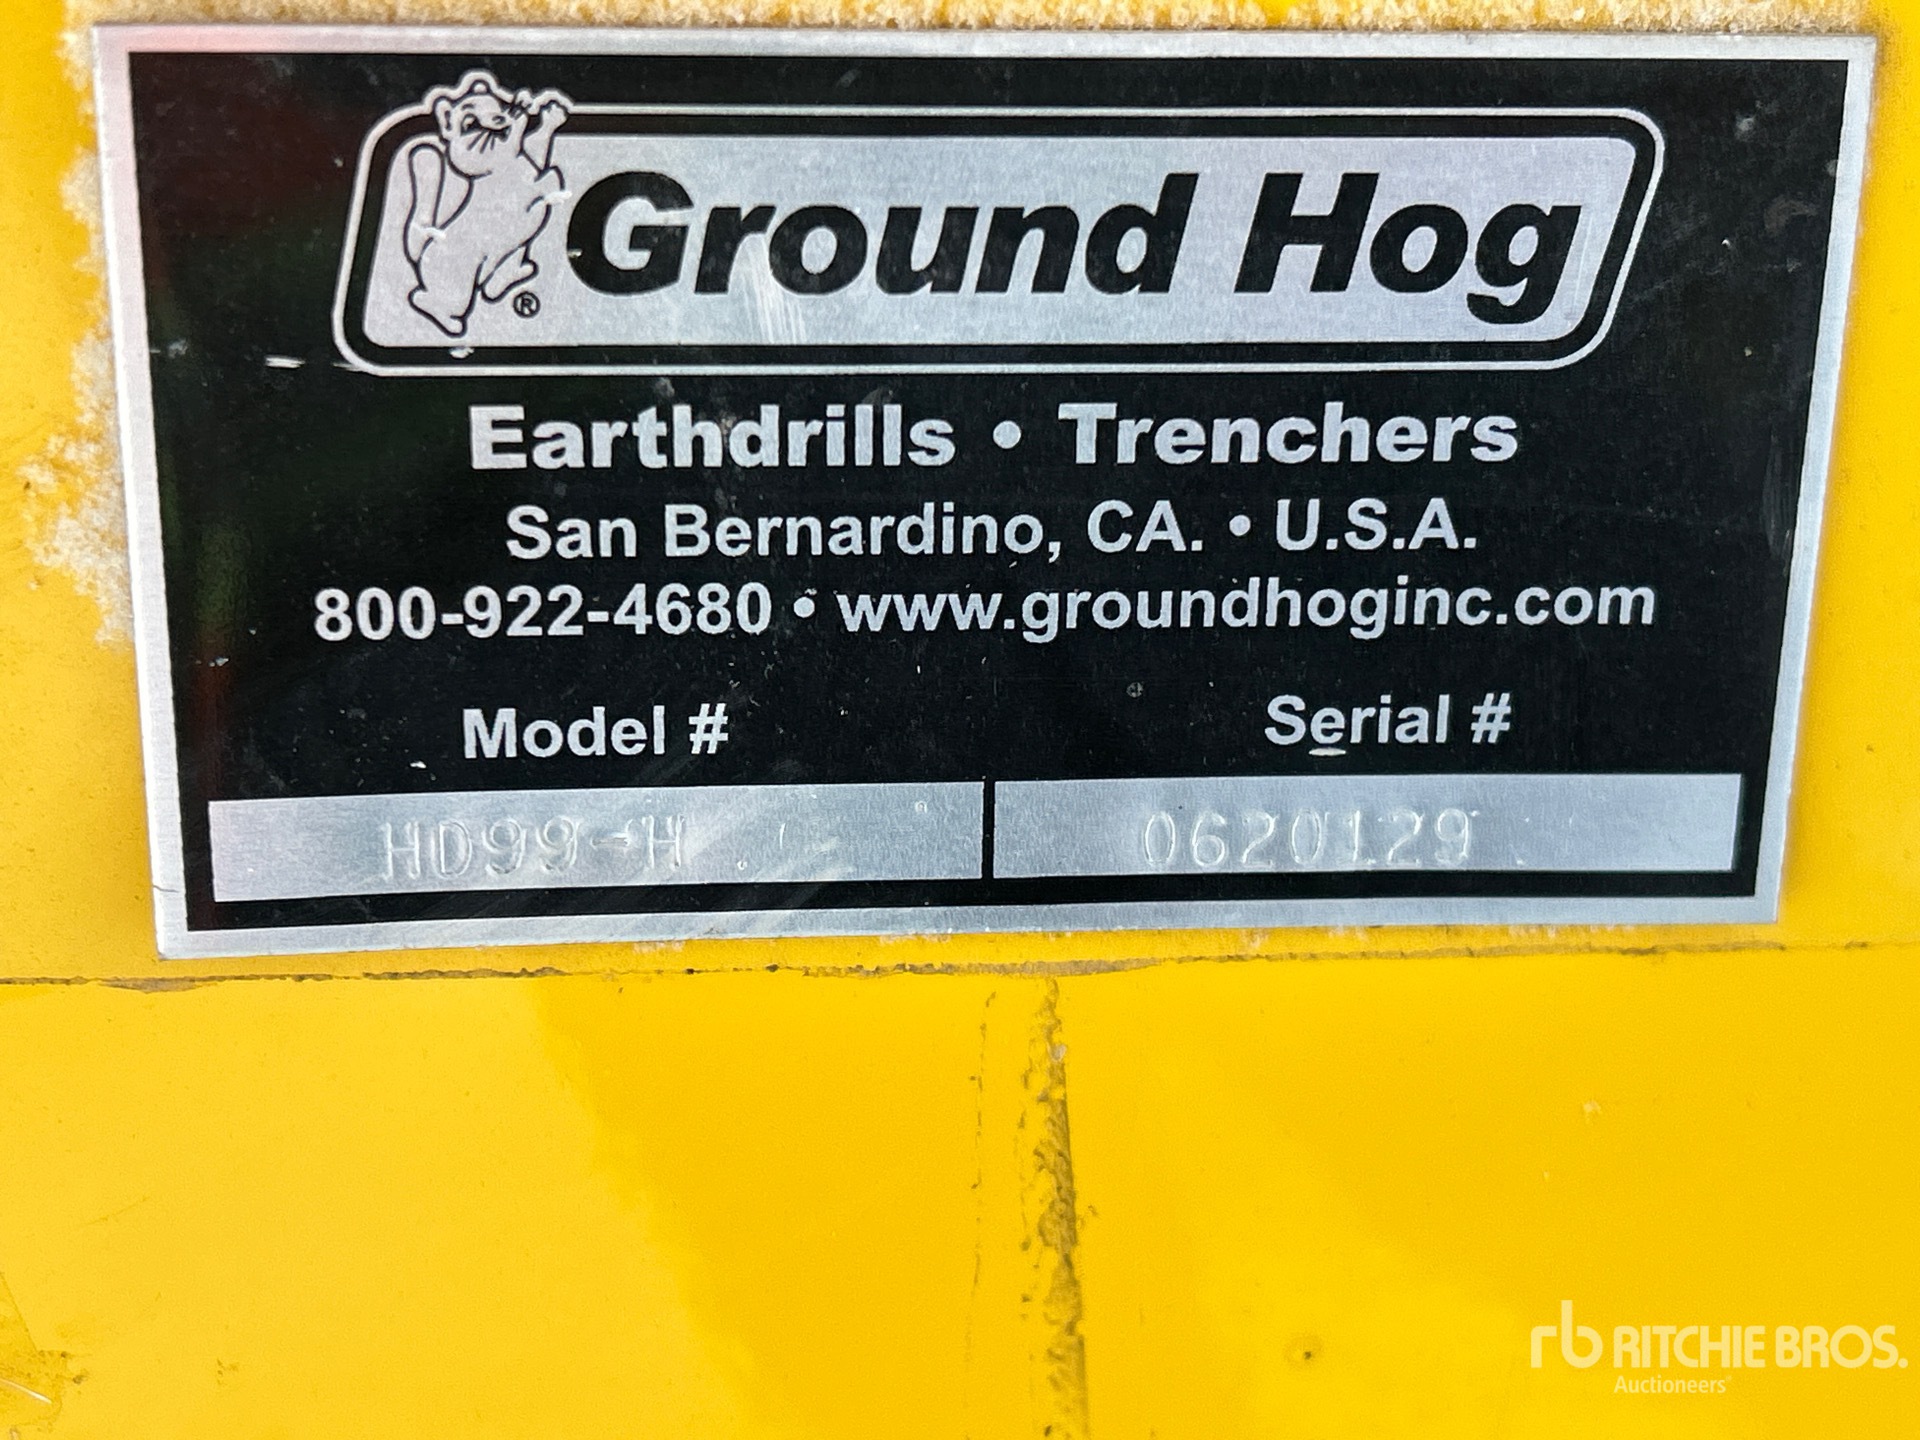 Ground Hog
®
Earthdrills • Trenchers
San Bernardino, CA. • U.S.A.
800-922-4680 • www.groundhoginc.com
Model # Serial #
HD99-H 0620129
rb RITCHIE BROS.
Auctioneers